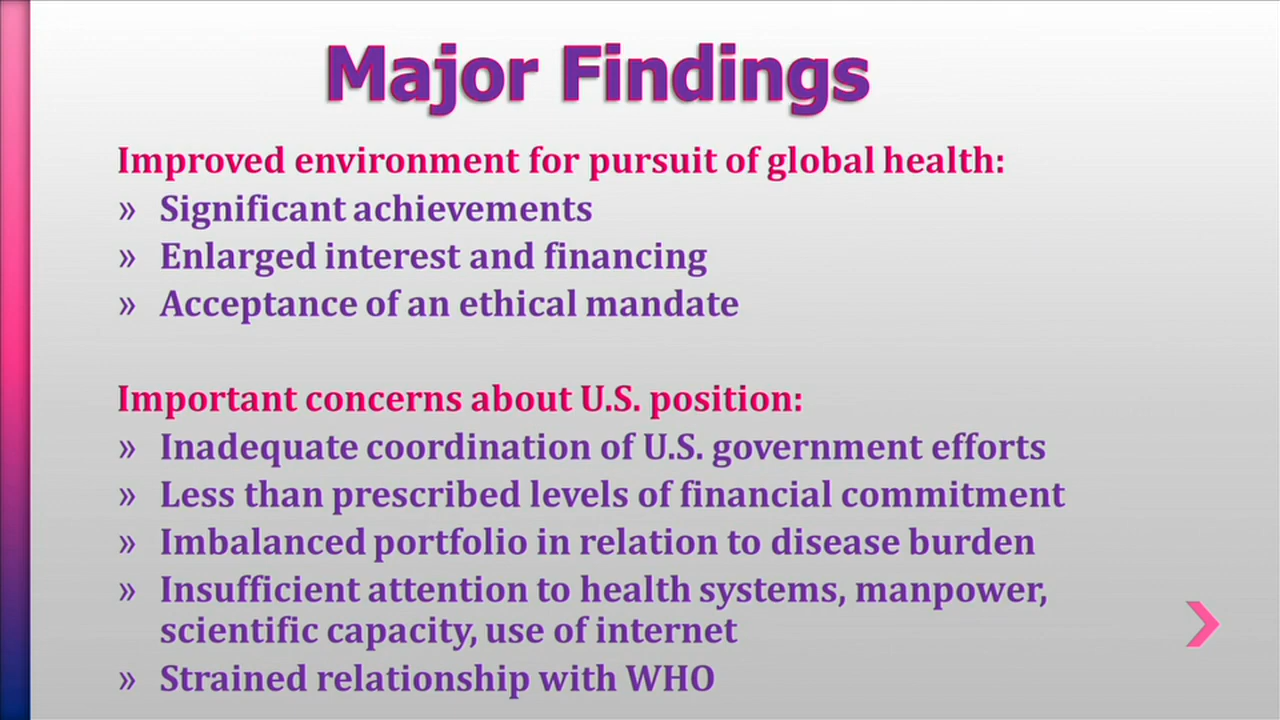 Major Findings
Improved environment for pursuit of global health:
» Significant achievements
» Enlarged interest and financing
» Acceptance of an ethical mandate
Important concerns about U.S. position:
» Inadequate coordination of U.S. government efforts
» Less than prescribed levels of financial commitment
» Imbalanced portfolio in relation to disease burden
» Insufficient attention to health systems, manpower,
scientific capacity, use of internet
» Strained relationship with WHO